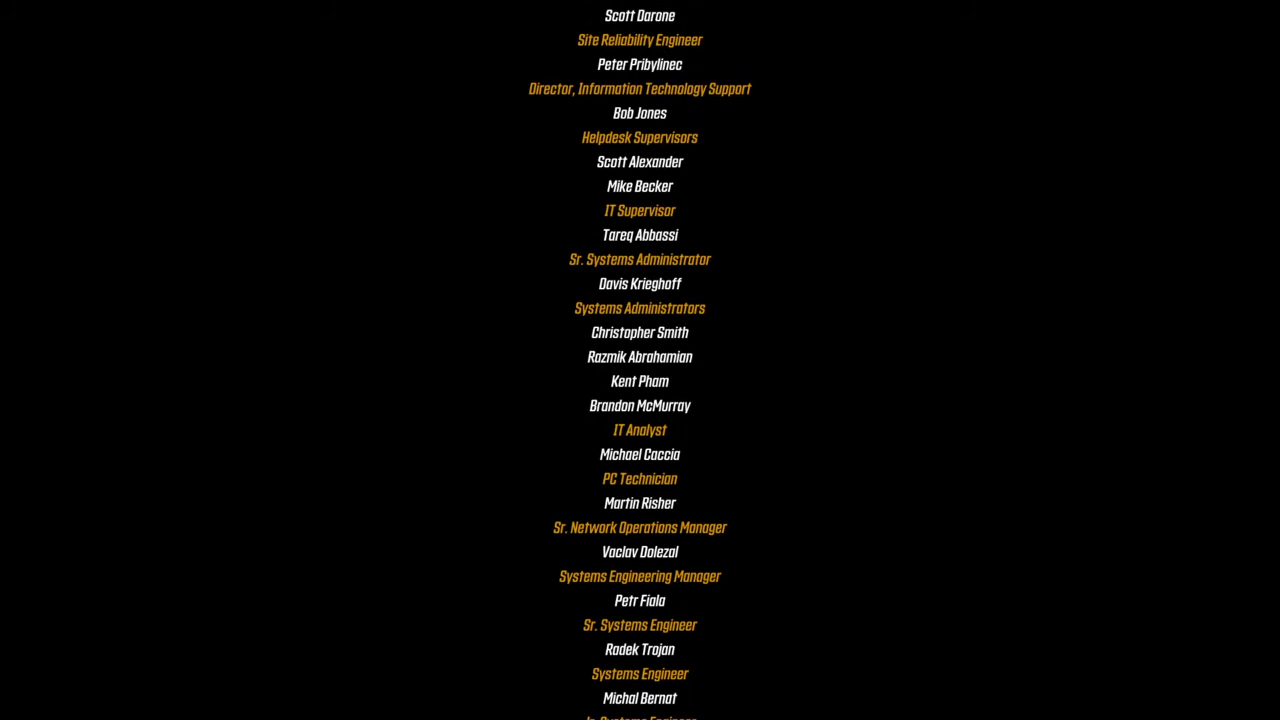 Scott Darone
Site Reliability Engineer
Peter Pribylinec
Director, Information Technology Support
Bob Jones
Helpdesk Supervisors
Scott Alexander
Mike Becker
IT Supervisor
Tareq Abbassi
Sr. Systems Administrator
Davis Krieghoff
Systems Administrators
Christopher Smith
Razmik Abrahamian
Kent Pham
Brandon McMurray
IT Analyst
Michael Caccia
PC Technician
Martin Risher
Sr. Network Operations Manager
Vaclav Dolezal
Systems Engineering Manager
Petr Fiala
Sr. Systems Engineer
Radek Trojan
Systems Engineer
Michal Bernat
Jr. Systems Engineer